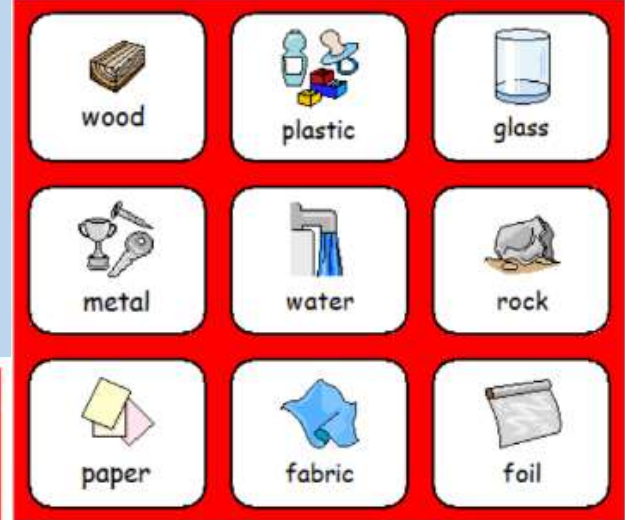 wood
plastic
glass
metal
water
rock
paper
fabric
foil